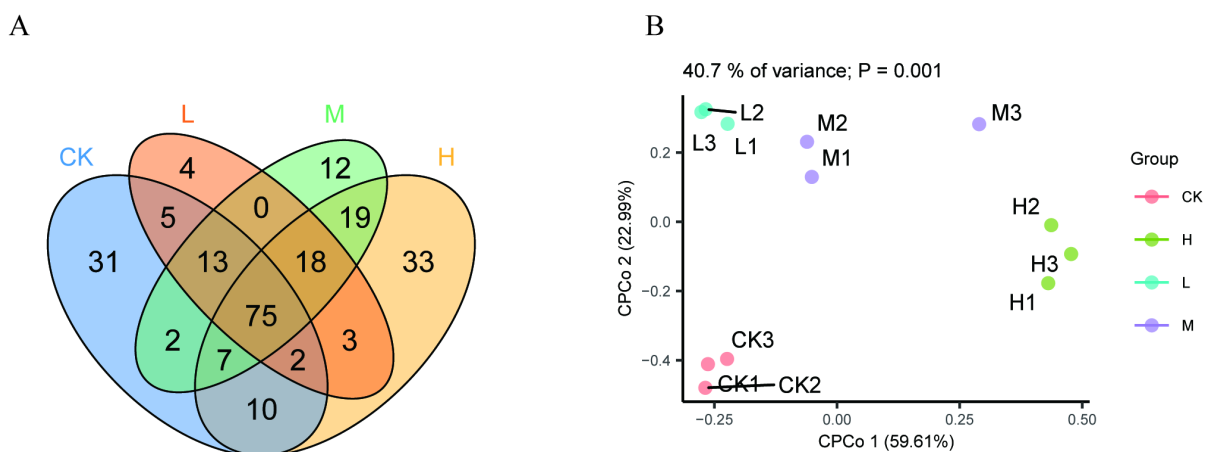 A
CK
L
M
H
4
12
5
0
19
31
13
18
33
75
2
7
2
3
10
B
40.7 % of variance; P = 0.001
CPCo 2 (22.99%)
0.2
0.0
−0.2
−0.4
L2
L3
L1
M2
M1
M3
H2
H3
H1
CK3
CK1
CK2
−0.25
0.00
0.25
0.50
CPCo 1 (59.61%)
Group
CK
H
L
M